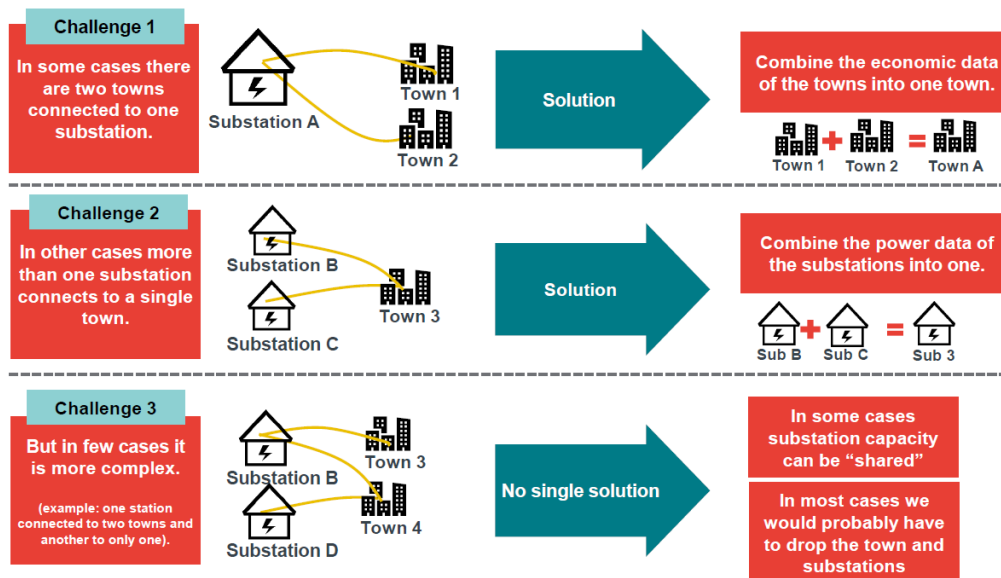 Challenge 1
In some cases there
are two towns
connected to one
substation.
Substation A
Town 1
Town 2
Solution
Combine the economic data
of the towns into one town.
Town 1
Town 2
Town A
Challenge 2
In other cases more
than one substation
connects to a single
town.
Substation B
Town 3
Substation C
Solution
Combine the power data of
the substations into one.
Sub B
Sub C
Sub 3
Challenge 3
But in few cases it
is more complex.
(example: one station
connected to two towns and
another to only one).
Substation B
Town 3
Town 4
Substation D
No single solution
In some cases
substation capacity
can be “shared”
In most cases we
would probably have
to drop the town and
substations